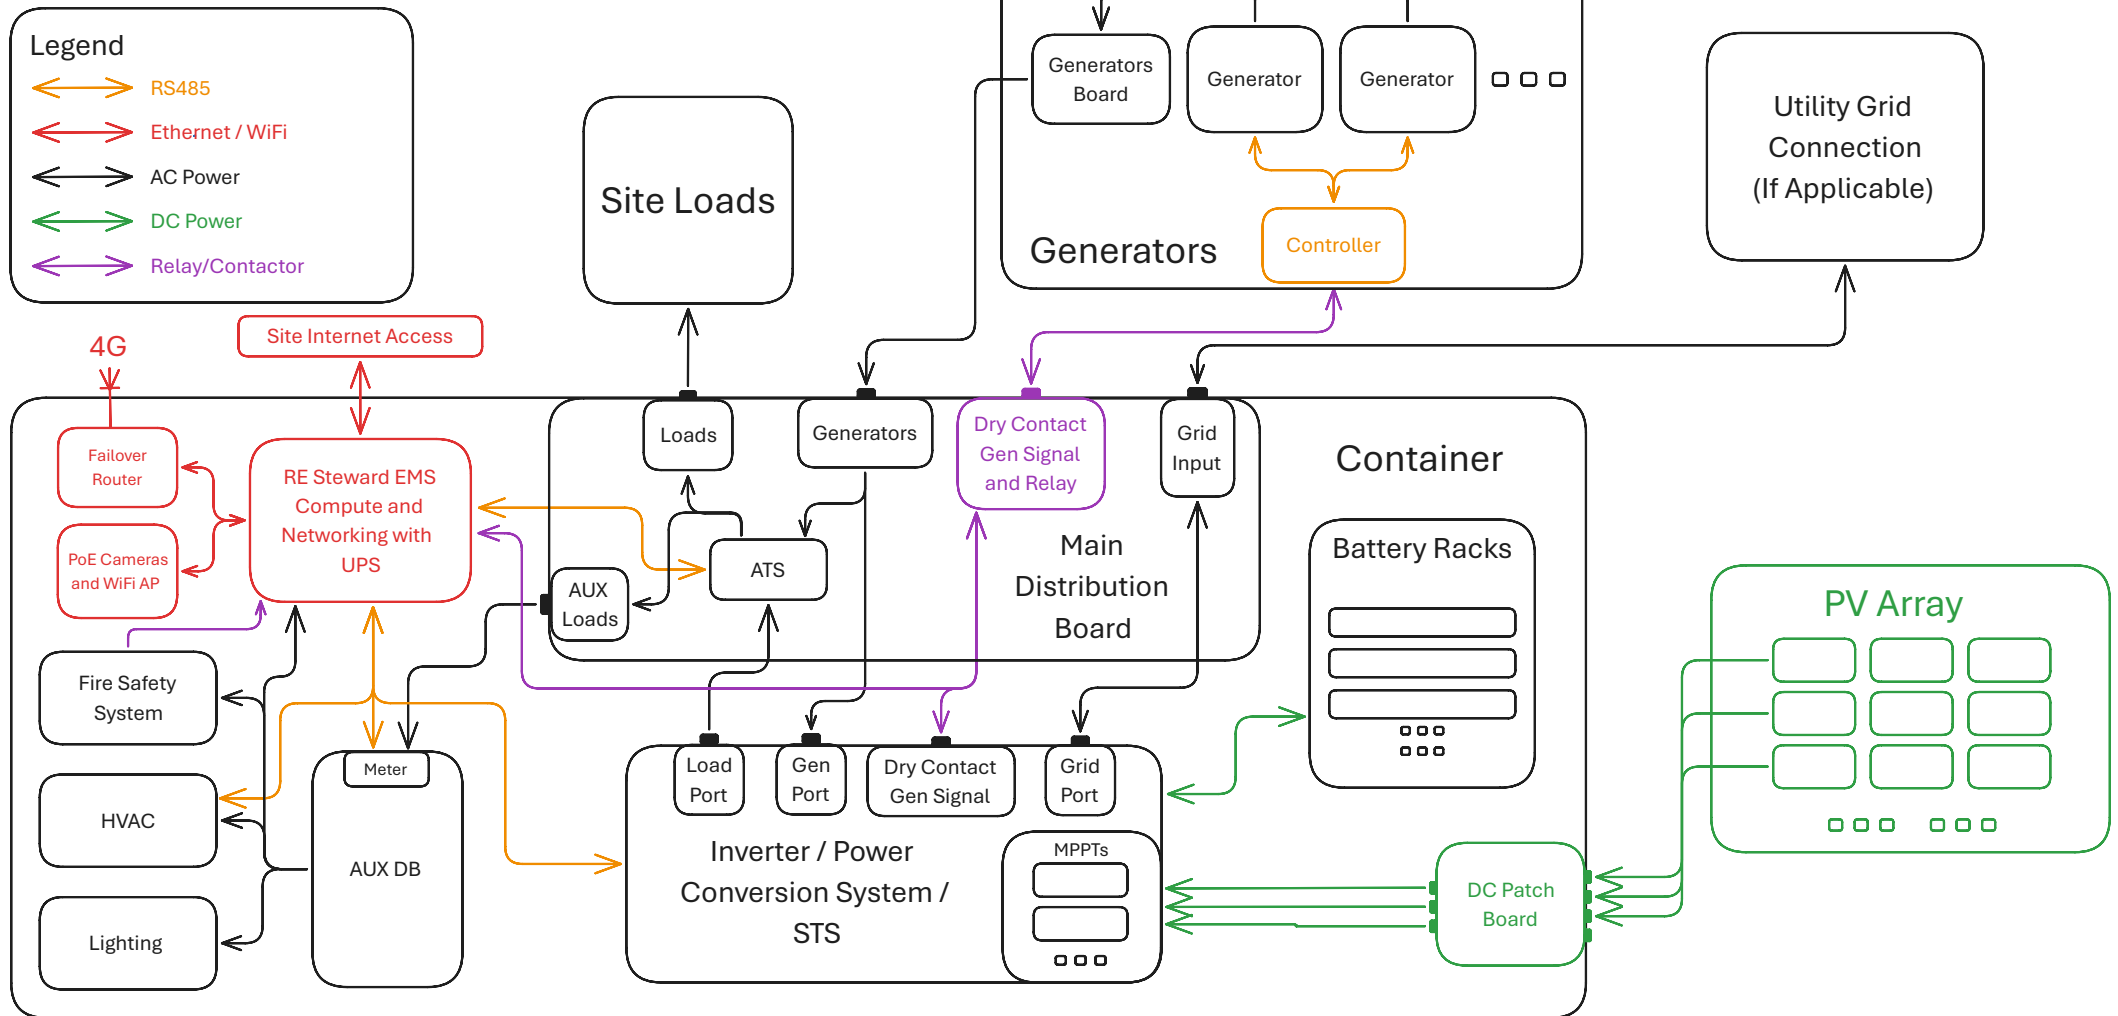 Legend
RS485
Ethernet / WiFi
AC Power
DC Power
Relay/Contactor
Site Loads
Generators
Board
Generator
Generator
Controller
Generators
Utility Grid
Connection
(If Applicable)
4G
Site Internet Access
Failover
Router
PoE Cameras
and WiFi AP
RE Steward EMS
Compute and
Networking with
UPS
Loads
Generators
Dry Contact
Gen Signal
and Relay
Grid
Input
ATS
AUX
Loads
Main
Distribution
Board
Container
Battery Racks
PV Array
Fire Safety
System
HVAC
Lighting
Meter
AUX DB
Load
Port
Gen
Port
Dry Contact
Gen Signal
Grid
Port
Inverter / Power
Conversion System /
STS
MPPTs
DC Patch
Board